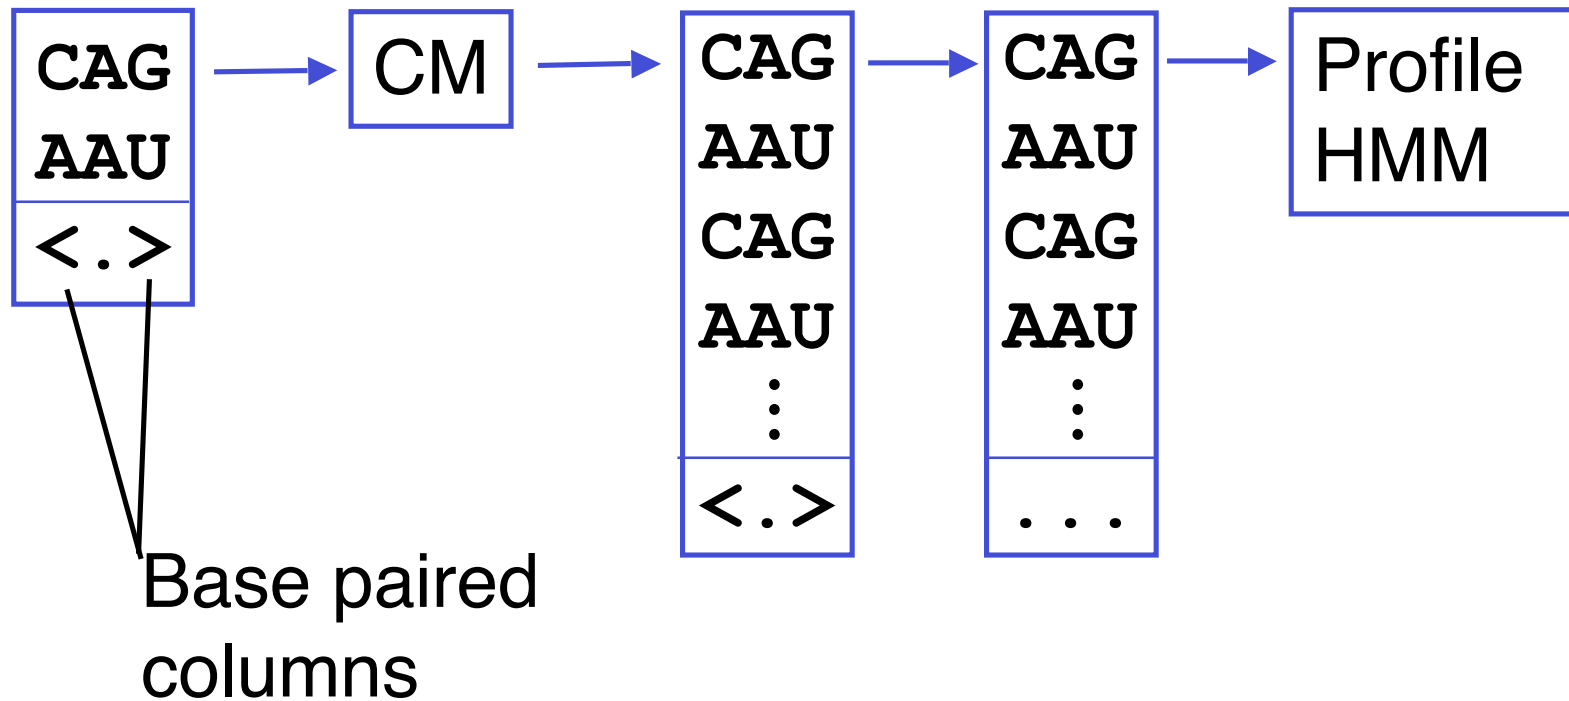 CAG
AAU
<.>
CM
CAG
AAU
CAG
AAU
⋮
<.>
CAG
AAU
CAG
AAU
⋮
...
Profile
HMM
Base paired
columns